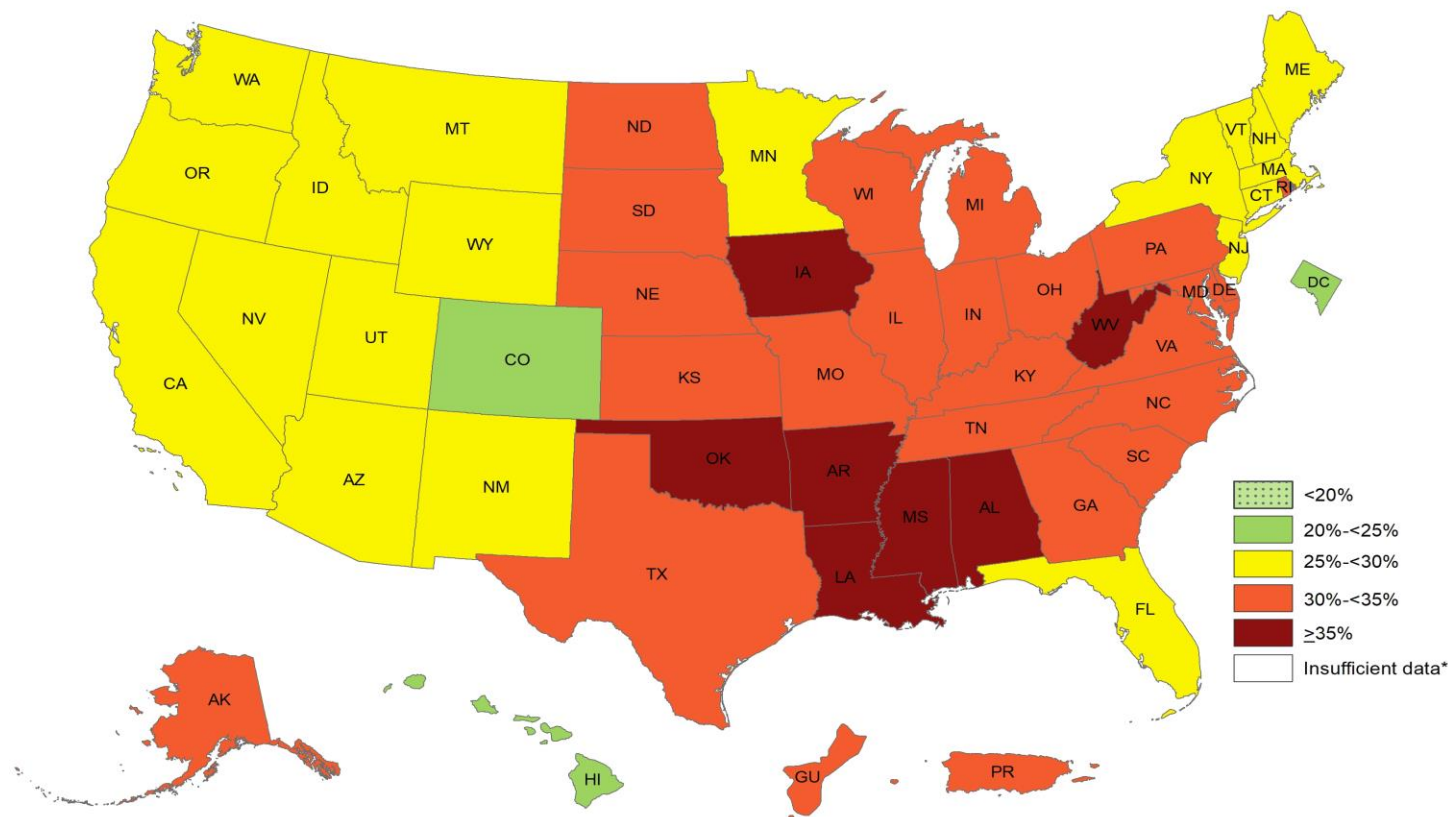 WA
MT
ND
MN
ME
VT
NH
OR
ID
SD
WI
MI
NY
MA
CT
RI
WY
IA
NE
PA
NJ
NV
UT
CO
IL
IN
OH
MD
DE
DC
CA
KS
MO
WV
VA
KY
AZ
NM
OK
AR
TN
NC
SC
MS
AL
GA
TX
LA
FL
<20%
20%-<25%
25%-<30%
30%-<35%
≥35%
Insufficient data*
AK
HI
GU
PR